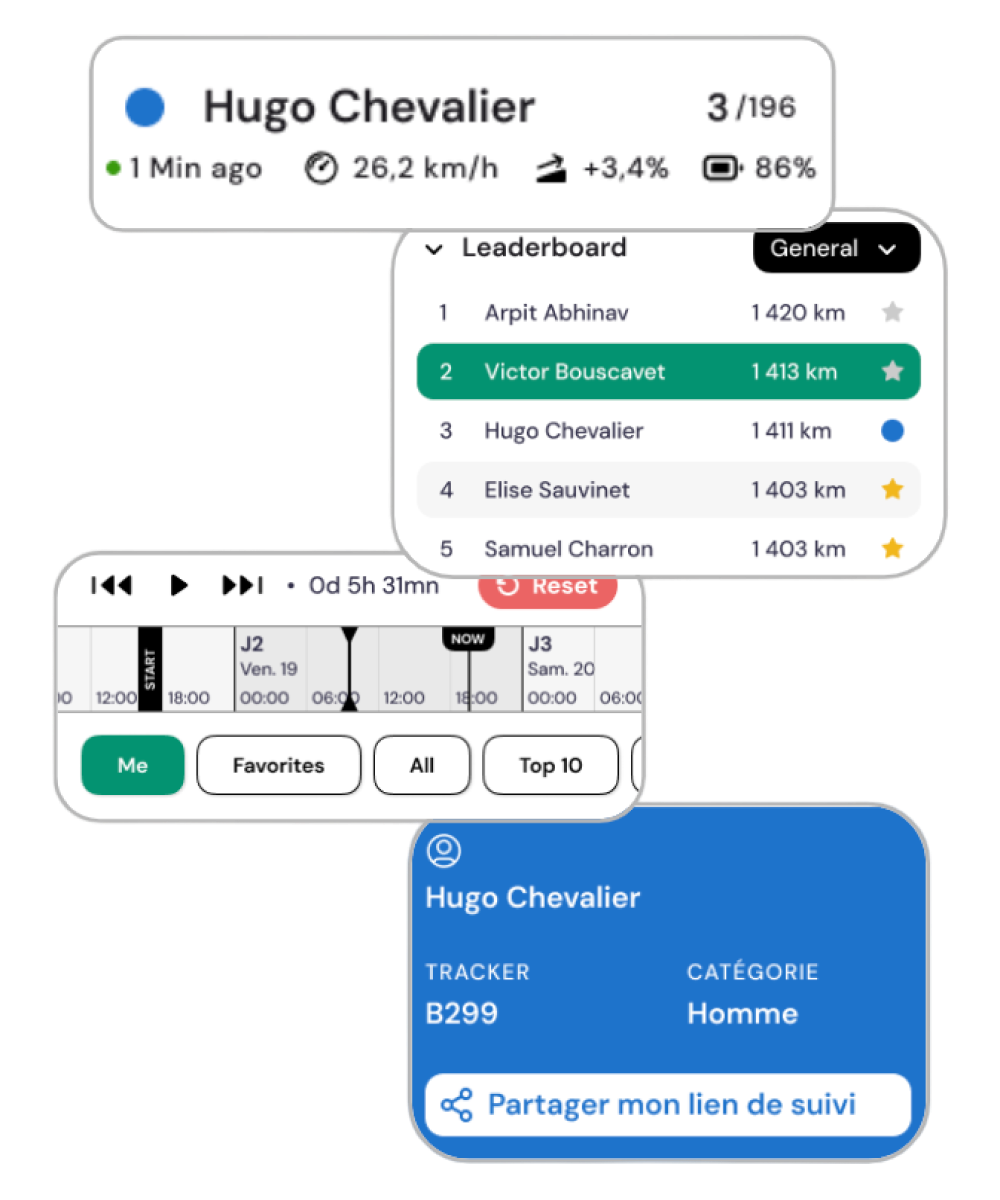 Hugo Chevalier 3 /196
1 Min ago 26,2 km/h +3,4% 86%
Leaderboard General
1 Arpit Abhinav 1 420 km
2 Victor Bouscavet 1 413 km
3 Hugo Chevalier 1 411 km
4 Elise Sauvinet 1 403 km
5 Samuel Charron 1 403 km
• 0d 5h 31mn Reset
START
J2 NOW J3
Ven. 19 Sam. 20
12:00 18:00 00:00 06:00 12:00 18:00 00:00 06:00
Me Favorites All Top 10
Hugo Chevalier
TRACKER CATÉGORIE
B299 Homme
Partager mon lien de suivi